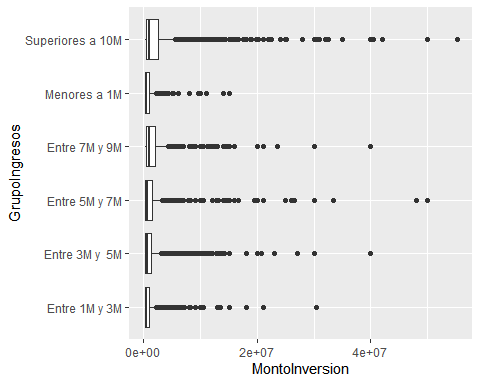 Superiores a 10M
Menores a 1M
Entre 7M y 9M
Entre 5M y 7M
Entre 3M y  5M
Entre 1M y 3M
GrupoIngresos
0e+00
2e+07
4e+07
MontoInversion